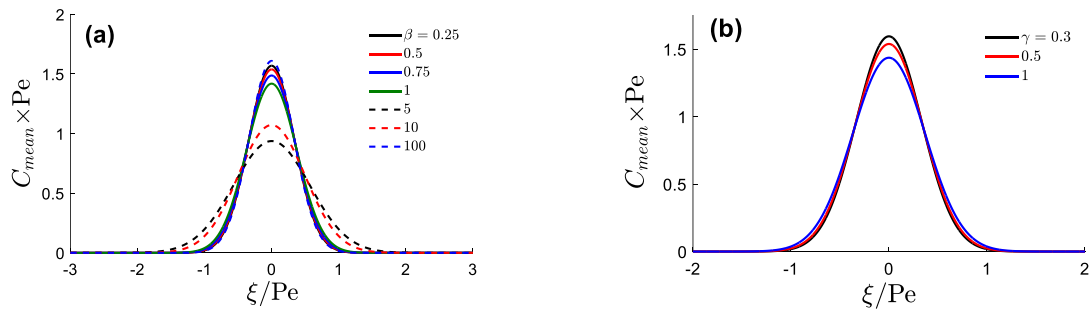 (a)
2
1.5
1
0.5
0
C_mean × Pe
β = 0.25
0.5
0.75
1
5
10
100
-3 -2 -1 0 1 2 3
ξ/Pe
(b)
1.5
1
0.5
0
C_mean × Pe
γ = 0.3
0.5
1
-2 -1 0 1 2
ξ/Pe